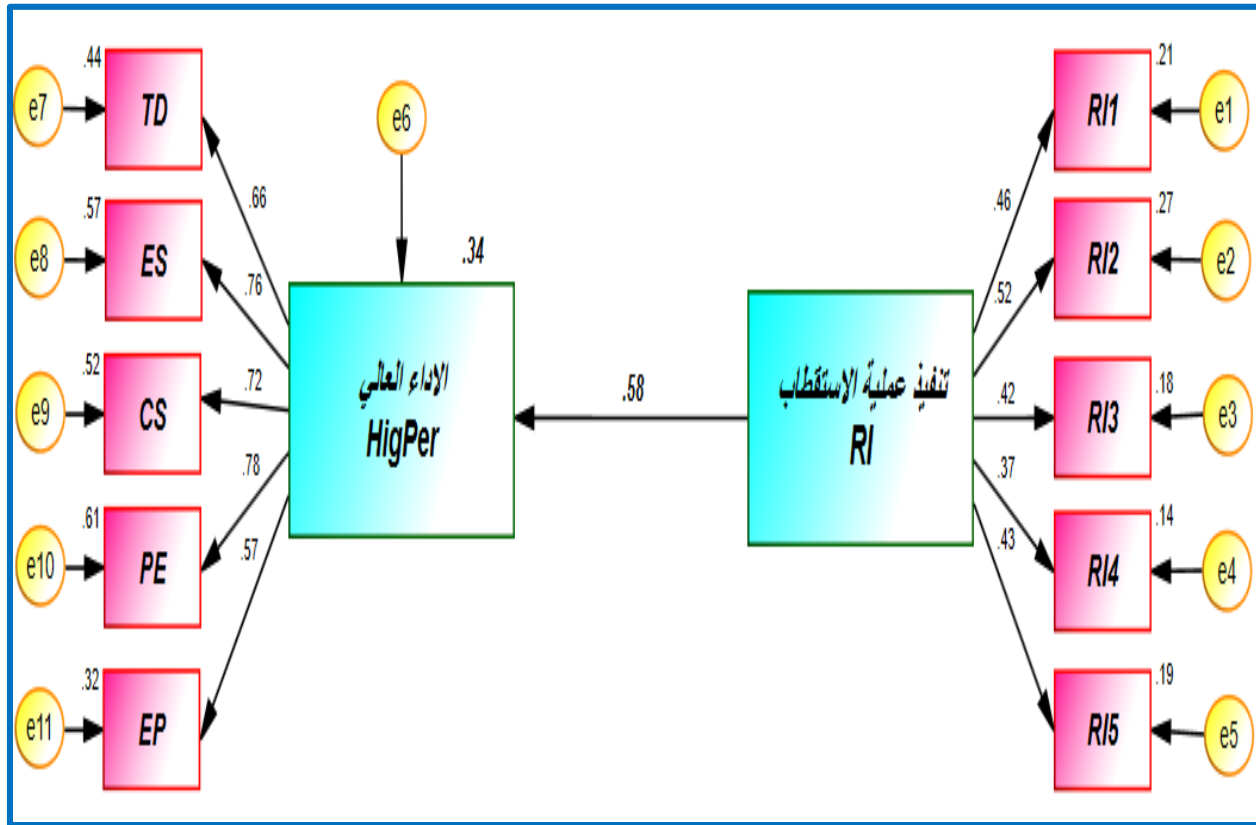 .44
e7
TD
.66
.57
e8
ES
.76
.52
e9
CS
.72
.61
e10
PE
.78
.32
e11
EP
.57
e6
.34
الاداء العالي
HigPer
.58
تنفيذ عملية الاستقطاب
RI
.46
.21
RI1
e1
.52
.27
RI2
e2
.42
.18
RI3
e3
.37
.14
RI4
e4
.43
.19
RI5
e5